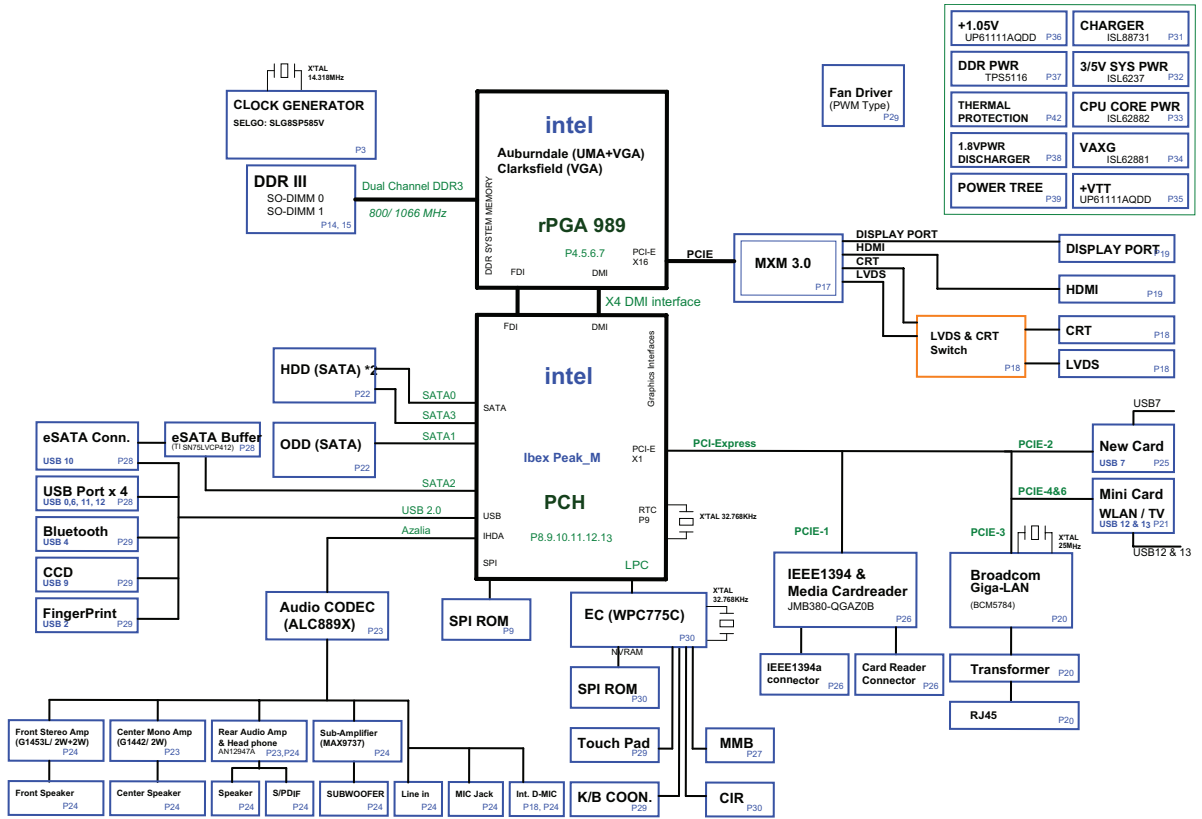 +1.05V
UP61111AQDD
P36
CHARGER
ISL88731
P31
DDR PWR
TPS5116
P37
3/5V SYS PWR
ISL6237
P32
THERMAL
PROTECTION
P42
CPU CORE PWR
ISL62882
P33
1.8VPWR
DISCHARGER
P38
VAXG
ISL62881
P34
POWER TREE
P39
+VTT
UP61111AQDD
P35
Fan Driver
(PWM Type)
P29
X'TAL
14.318MHz
CLOCK GENERATOR
SELGO: SLG8SP585V
P3
DDR III
SO-DIMM 0
SO-DIMM 1
P14, 15
Dual Channel DDR3
800/ 1066 MHz
intel
Auburndale (UMA+VGA)
Clarksfield (VGA)
DDR SYSTEM MEMORY
rPGA 989
P4.5.6.7
PCI-E
X16
FDI
DMI
PCIE
X4 DMI interface
MXM 3.0
P17
DISPLAY PORT
HDMI
CRT
LVDS
DISPLAY PORT
P19
HDMI
P19
LVDS & CRT
Switch
P18
CRT
P18
LVDS
P18
FDI
DMI
intel
Graphics Interfaces
SATA
PCI-E
X1
Ibex Peak_M
PCH
RTC
P9
USB
IHDA
P8.9.10.11.12.13
SPI
LPC
X'TAL 32.768KHz
HDD (SATA) *2
P22
SATA0
SATA3
ODD (SATA)
P22
SATA1
SATA2
USB 2.0
Azalia
eSATA Conn.
USB 10
P28
eSATA Buffer
(TI SN75LVCP412)
P28
USB Port x 4
USB 0,6, 11, 12
P28
Bluetooth
USB 4
P29
CCD
USB 9
P29
FingerPrint
USB 2
P29
PCI-Express
PCIE-2
USB7
New Card
USB 7
P25
PCIE-4&6
Mini Card
WLAN / TV
USB 12 & 13
P21
USB12 & 13
PCIE-1
PCIE-3
X'TAL
25MHz
IEEE1394 &
Media Cardreader
JMB380-QGAZ0B
P26
Broadcom
Giga-LAN
(BCM5784)
P20
IEEE1394a
connector
P26
Card Reader
Connector
P26
Transformer
P20
RJ45
P20
Audio CODEC
(ALC889X)
P23
SPI ROM
P9
EC (WPC775C)
P30
X'TAL
32.768KHz
NVRAM
SPI ROM
P30
Touch Pad
P29
MMB
P27
K/B COON.
P29
CIR
P30
Front Stereo Amp
(G1453L/ 2W+2W)
P24
Center Mono Amp
(G1442/ 2W)
P23
Rear Audio Amp
& Head phone
AN12947A
P23,P24
Sub-Amplifier
(MAX9737)
P24
Front Speaker
P24
Center Speaker
P24
Speaker
P24
S/PDIF
P24
SUBWOOFER
P24
Line in
P24
MIC Jack
P24
Int. D-MIC
P18, P24